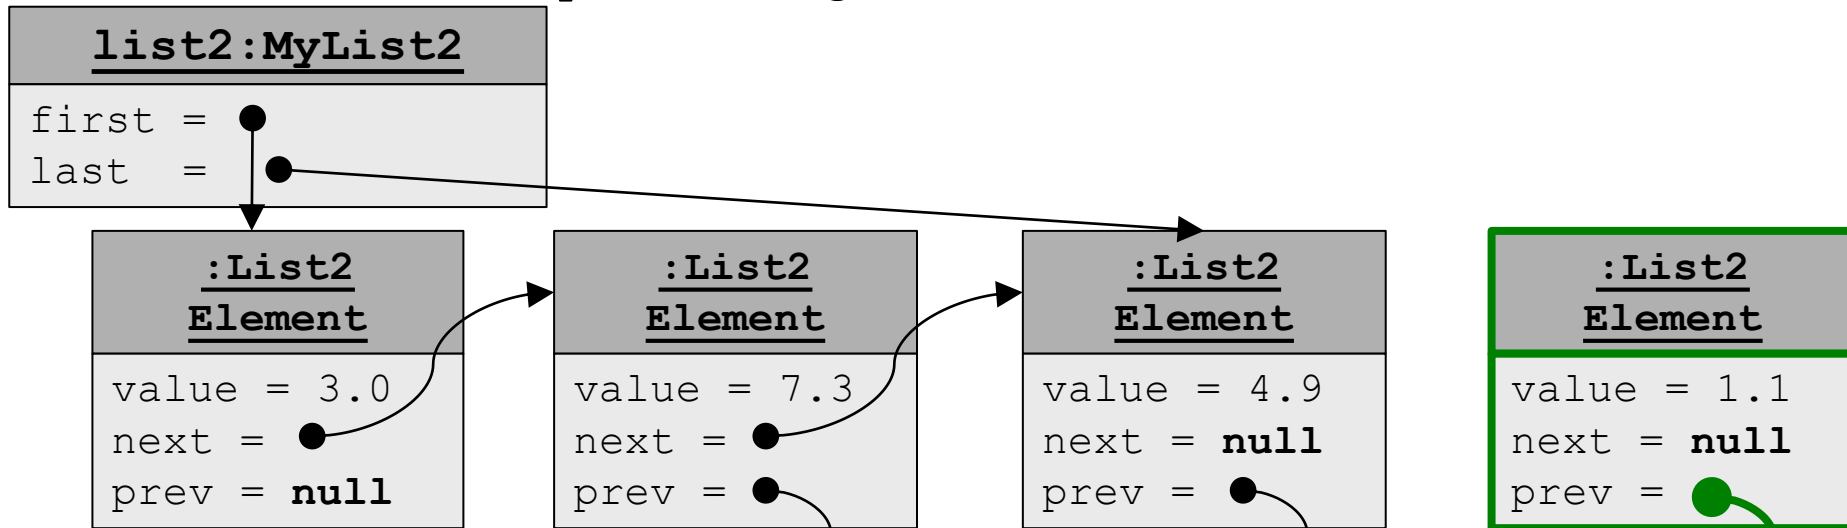 list2:MyList2
first =
last =
:List2
Element
value = 3.0
next =
prev = null
:List2
Element
value = 7.3
next =
prev =
:List2
Element
value = 4.9
next = null
prev =
:List2
Element
value = 1.1
next = null
prev =